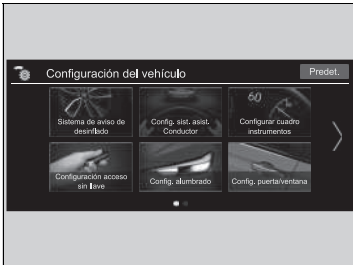 Configuración del vehículo
Predet.
Sistema de aviso de
desinflado
Config. sist. asist.
Conductor
60
Configurar cuadro
instrumentos
Configuración acceso
sin llave
Config. alumbrado
Config. puerta/ventana